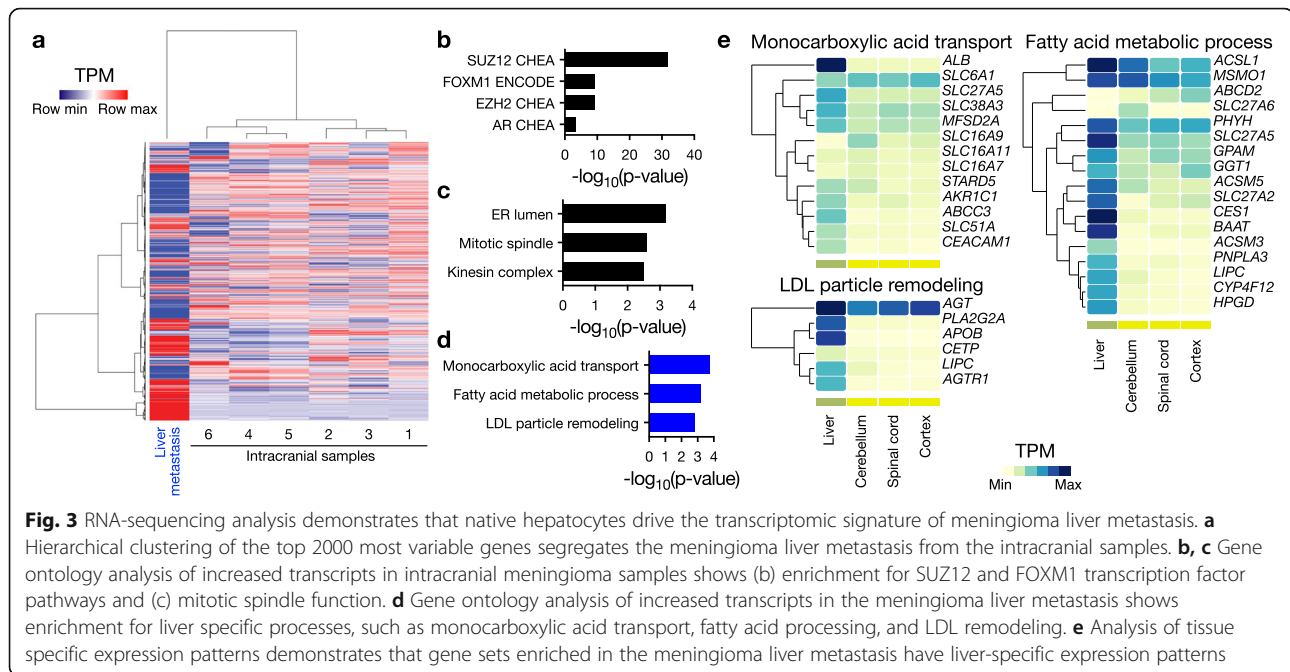 a
TPM
Row min Row max
Liver
metastasis
6 4 5 2 3 1
Intracranial samples
b
SUZ12 CHEA
FOXM1 ENCODE
EZH2 CHEA
AR CHEA
0 10 20 30 40
-log10(p-value)
c
ER lumen
Mitotic spindle
Kinesin complex
0 1 2 3 4
-log10(p-value)
d
Monocarboxylic acid transport
Fatty acid metabolic process
LDL particle remodeling
0 1 2 3 4
-log10(p-value)
e
Monocarboxylic acid transport
ALB
SLC6A1
SLC27A5
SLC38A3
MFSD2A
SLC16A9
SLC16A11
SLC16A7
STARD5
AKR1C1
ABCC3
SLC51A
CEACAM1
LDL particle remodeling
AGT
PLA2G2A
APOB
CETP
LIPC
AGTR1
Liver
Cerebellum
Spinal cord
Cortex
Fatty acid metabolic process
ACSL1
MSMO1
ABCD2
SLC27A6
PHYH
SLC27A5
GPAM
GGT1
ACSM5
SLC27A2
CES1
BAAT
ACSM3
PNPLA3
LIPC
CYP4F12
HPGD
Liver
Cerebellum
Spinal cord
Cortex
TPM
Min Max
Fig. 3 RNA-sequencing analysis demonstrates that native hepatocytes drive the transcriptomic signature of meningioma liver metastasis. a
Hierarchical clustering of the top 2000 most variable genes segregates the meningioma liver metastasis from the intracranial samples. b, c Gene
ontology analysis of increased transcripts in intracranial meningioma samples shows (b) enrichment for SUZ12 and FOXM1 transcription factor
pathways and (c) mitotic spindle function. d Gene ontology analysis of increased transcripts in the meningioma liver metastasis shows
enrichment for liver specific processes, such as monocarboxylic acid transport, fatty acid processing, and LDL remodeling. e Analysis of tissue
specific expression patterns demonstrates that gene sets enriched in the meningioma liver metastasis have liver-specific expression patterns